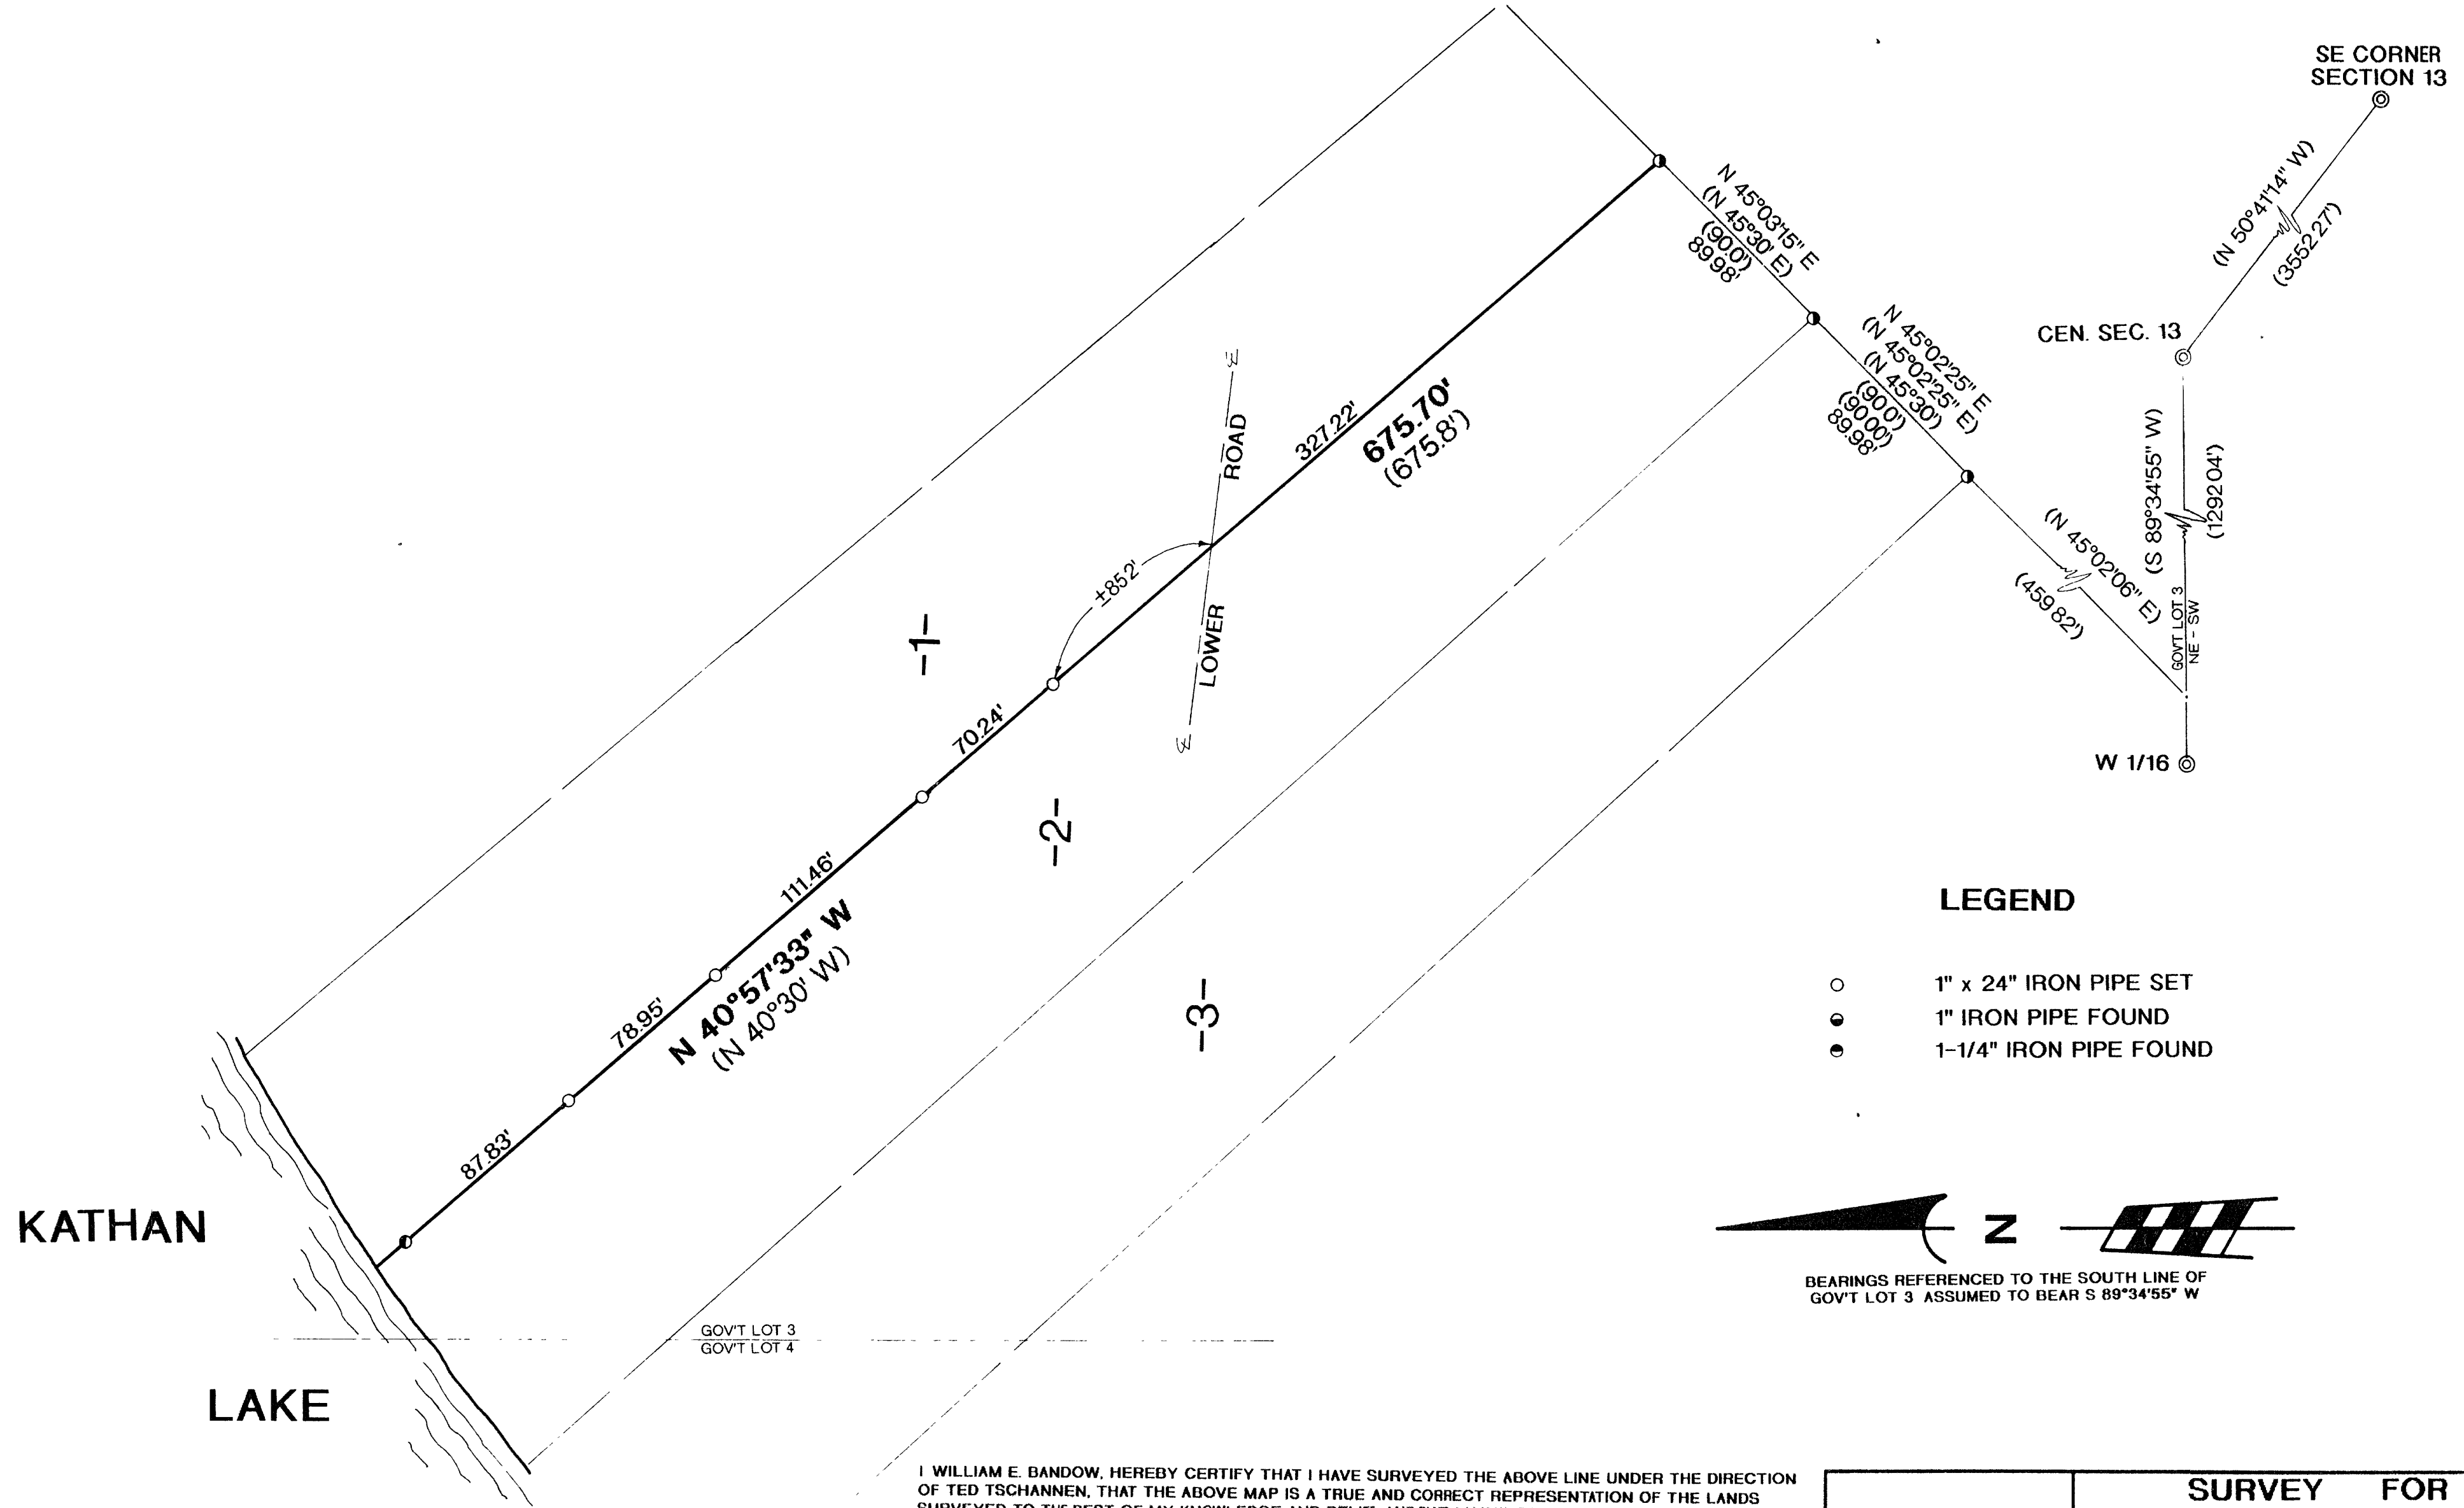 SE CORNER
SECTION 13
(N 50°41'14" W)
(3552.27')
CEN. SEC. 13
(S 89°34'55" W)
(1292.04')
GOV'T LOT 3
NE - SW
W 1/16
N 45°03'15" E
(N 45°30' E)
(90.0')
89.98'
N 45°02'25" E
(N 45°02'25" E)
(N 45°30')
(90.0')
(90.00')
89.98'
(N 45°02'06" E)
(459.82')
327.22'
675.70'
(675.8')
ROAD
LOWER
±85.2'
-1-
70.24'
-2-
111.46'
N 40°57'33" W
(N 40°30' W)
78.95'
-3-
87.83'
KATHAN
LAKE
GOV'T LOT 3
GOV'T LOT 4
LEGEND
1" x 24" IRON PIPE SET
1" IRON PIPE FOUND
1-1/4" IRON PIPE FOUND
N
BEARINGS REFERENCED TO THE SOUTH LINE OF
GOV'T LOT 3 ASSUMED TO BEAR S 89°34'55" W
I WILLIAM E. BANDOW, HEREBY CERTIFY THAT I HAVE SURVEYED THE ABOVE LINE UNDER THE DIRECTION
OF TED TSCHANNEN, THAT THE ABOVE MAP IS A TRUE AND CORRECT REPRESENTATION OF THE LANDS
SURVEY FOR